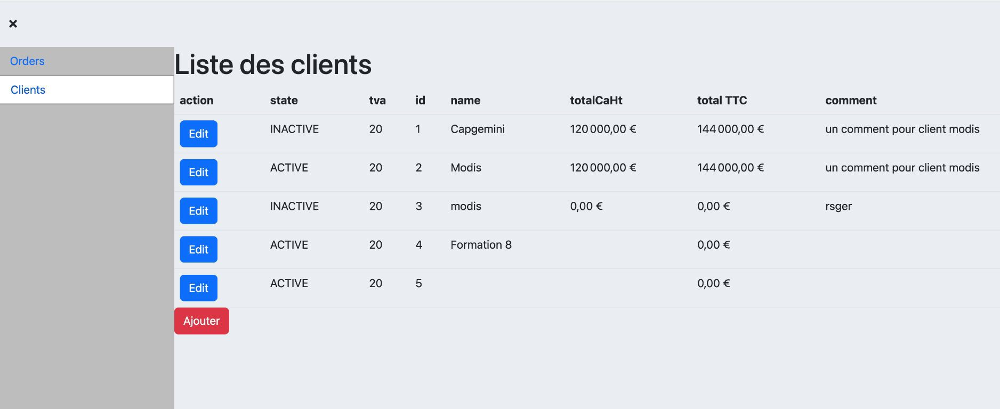 Orders
Clients
Liste des clients
action state tva id name totalCaHt total TTC comment
Edit INACTIVE 20 1 Capgemini 120 000,00 € 144 000,00 € un comment pour client modis
Edit ACTIVE 20 2 Modis 120 000,00 € 144 000,00 € un comment pour client modis
Edit INACTIVE 20 3 modis 0,00 € 0,00 € rsger
Edit ACTIVE 20 4 Formation 8 0,00 €
Edit ACTIVE 20 5 0,00 €
Ajouter